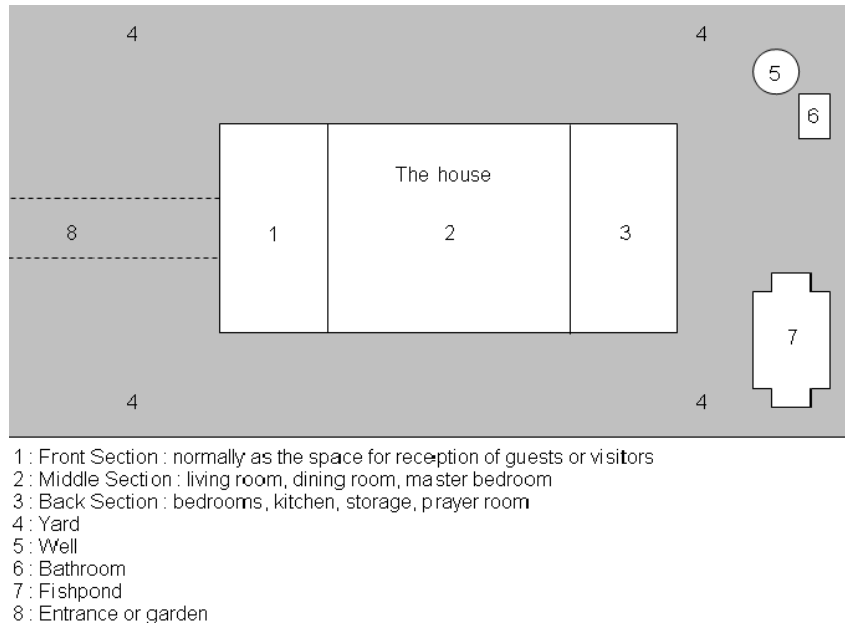 4 4
5
6
The house
8 1 2 3
7
4 4
1 : Front Section : normally as the space for reception of guests or visitors
2 : Middle Section : living room, dining room, master bedroom
3 : Back Section : bedrooms, kitchen, storage, prayer room
4 : Yard
5 : Well
6 : Bathroom
7 : Fishpond
8 : Entrance or garden